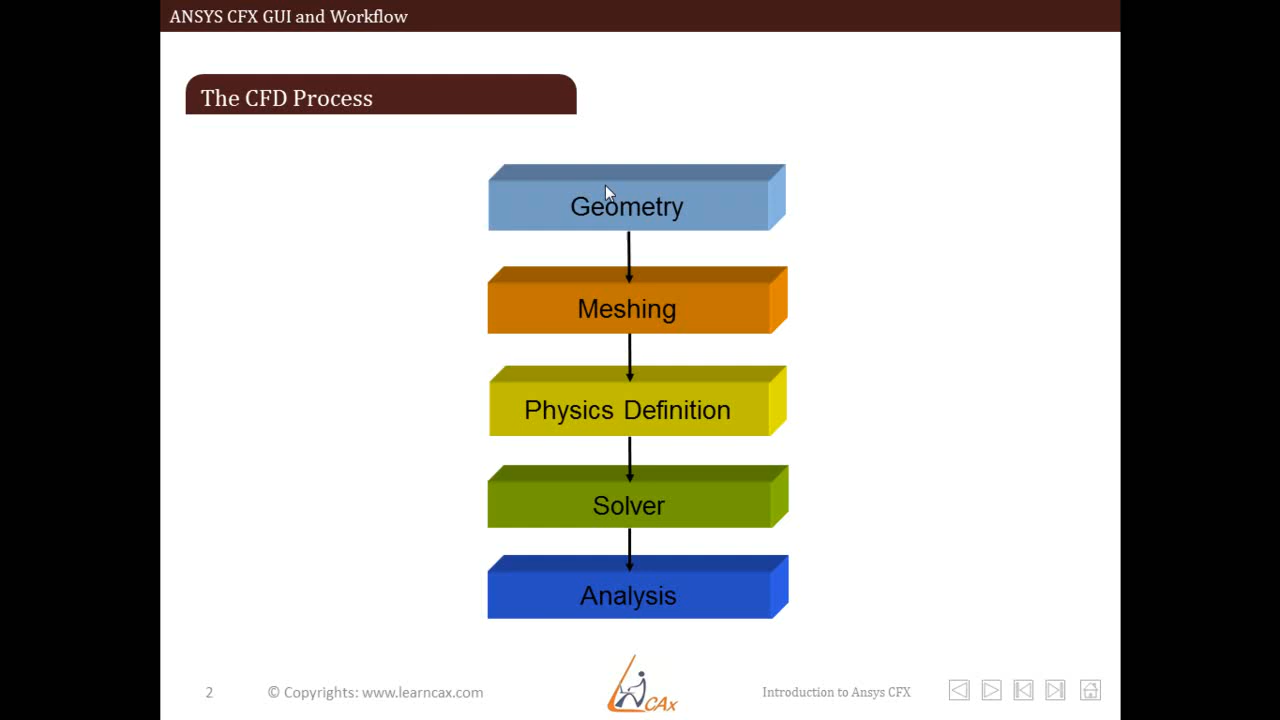 ANSYS CFX GUI and Workflow
The CFD Process
Geometry
Meshing
Physics Definition
Solver
Analysis
2
© Copyrights: www.learncax.com
CAx
Introduction to Ansys CFX